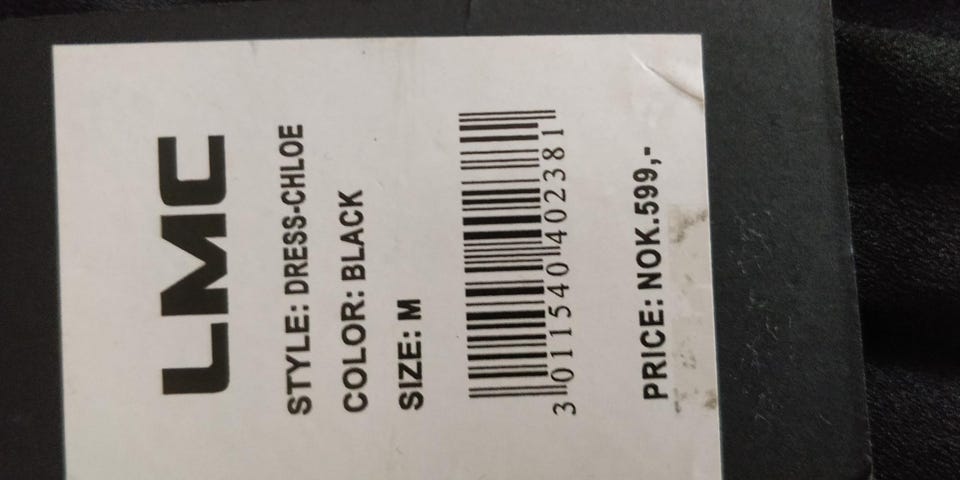 LMC
STYLE: DRESS-CHLOE
COLOR: BLACK
SIZE: M
3 011540 402381
PRICE: NOK.599,-